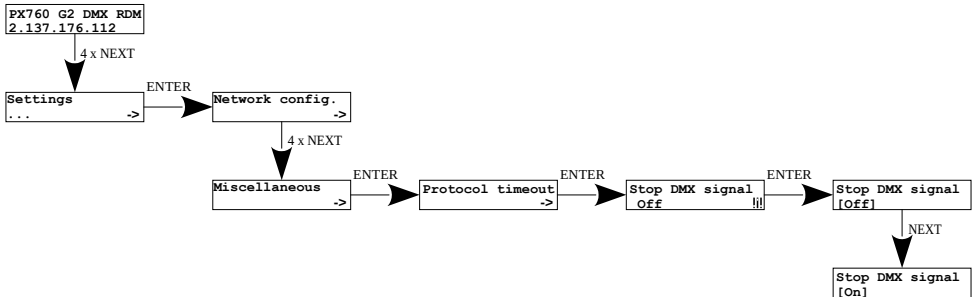 PX760 G2 DMX RDM
2.137.176.112
4 x NEXT
Settings
... ->
ENTER
Network config.
->
4 x NEXT
Miscellaneous
->
ENTER
Protocol timeout
->
ENTER
Stop DMX signal
Off !¡!
ENTER
Stop DMX signal
[Off]
NEXT
Stop DMX signal
[On]